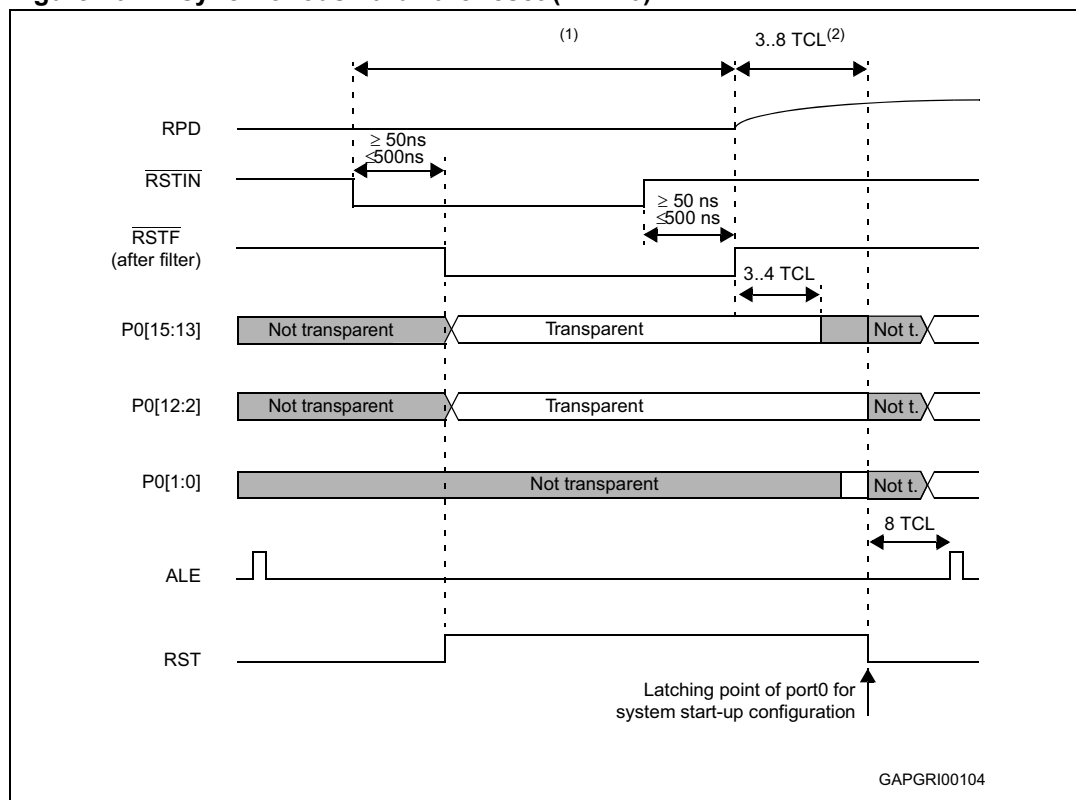 (1)
3..8 TCL(2)
RPD
≥ 50ns
≤500ns
RSTIN
≥ 50 ns
≤500 ns
RSTF
(after filter)
3..4 TCL
P0[15:13]
Not transparent
Transparent
Not t.
P0[12:2]
Not transparent
Transparent
Not t.
P0[1:0]
Not transparent
Not t.
8 TCL
ALE
RST
Latching point of port0 for
system start-up configuration
GAPGRI00104